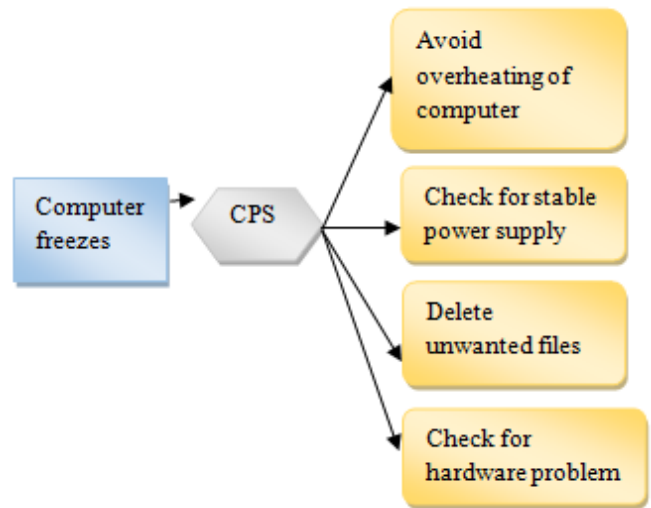 Computer
freezes
CPS
Avoid
overheating of
computer
Check for stable
power supply
Delete
unwanted files
Check for
hardware problem